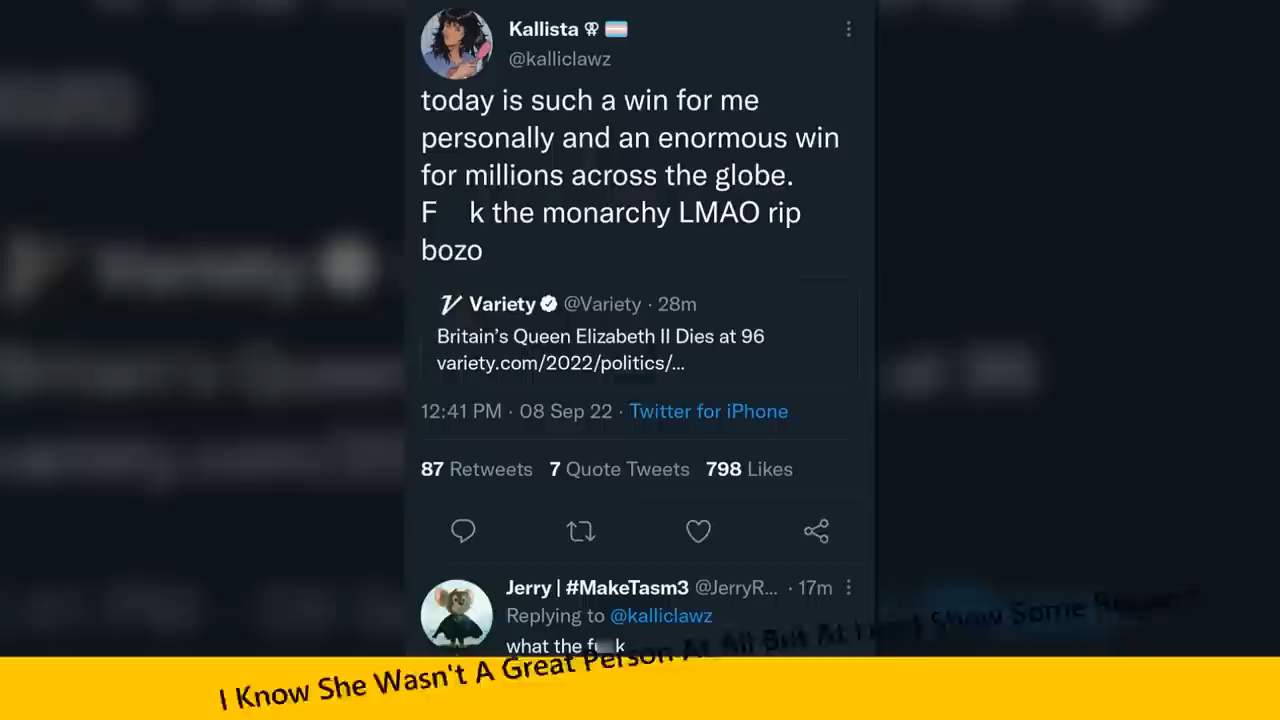 Kallista
@kalliclawz
today is such a win for me
personally and an enormous win
for millions across the globe.
F k the monarchy LMAO rip
bozo
Variety @Variety · 28m
Britain's Queen Elizabeth II Dies at 96
variety.com/2022/politics/...
12:41 PM · 08 Sep 22 · Twitter for iPhone
87 Retweets 7 Quote Tweets 798 Likes
Jerry | #MakeTasm3 @JerryR... · 17m
Replying to @kalliclawz
what the f k
I Know She Wasn't A Great Person At All But At Least Show Some Respect